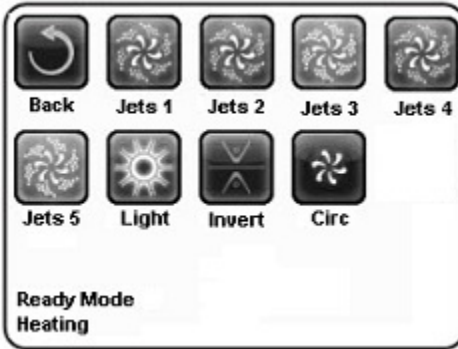 Back Jets 1 Jets 2 Jets 3 Jets 4
Jets 5 Light Invert Circ
Ready Mode
Heating